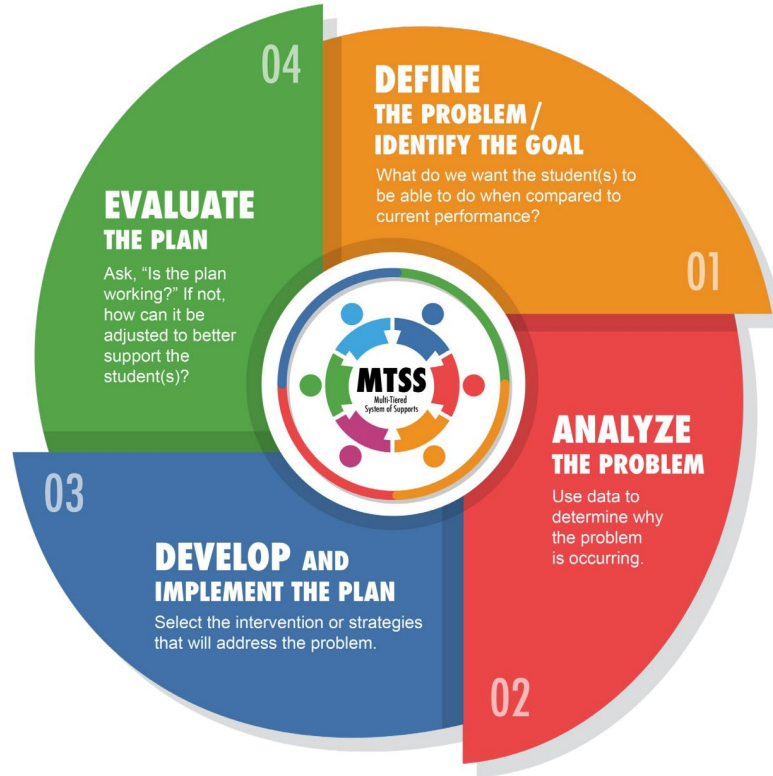 01
DEFINE
THE PROBLEM/
IDENTIFY THE GOAL
What do we want the student(s) to
be able to do when compared to
current performance?
02
ANALYZE
THE PROBLEM
Use data to
determine why
the problem
is occurring.
03
DEVELOP AND
IMPLEMENT THE PLAN
Select the intervention or strategies
that will address the problem.
04
EVALUATE
THE PLAN
Ask, “Is the plan
working?” If not,
how can it be
adjusted to better
support the
student(s)?
MTSS
Multi-Tiered
System of Supports